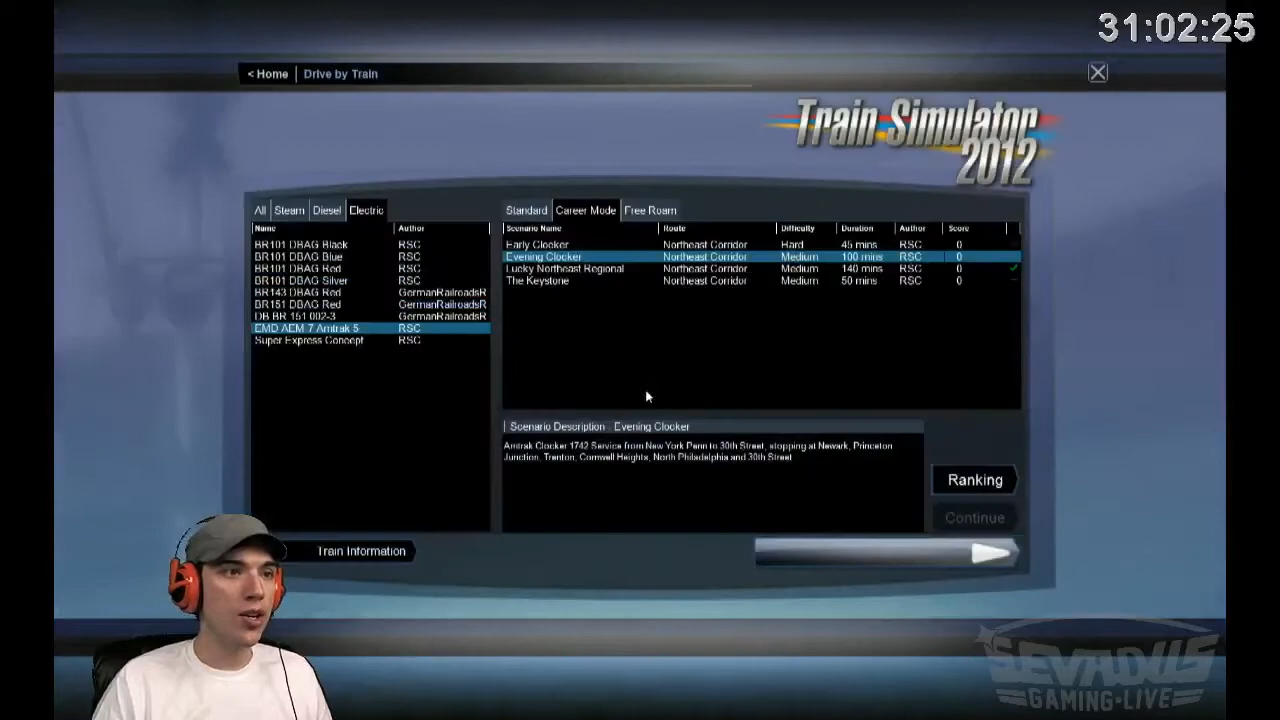 31:02:25
< Home | Drive by Train
Train Simulator
2012
All Steam Diesel Electric
Name Author
BR101 DBAG Black RSC
BR101 DBAG Blue RSC
BR101 DBAG Red RSC
BR101 DBAG Silver RSC
BR143 DBAG Red GermanRailroadsR
BR151 DBAG Red GermanRailroadsR
DB BR 151 002-3 GermanRailroadsR
EMD AEM 7 Amtrak 5 RSC
Super Express Concept RSC
Standard Career Mode Free Roam
Scenario Name Route Difficulty Duration Author Score
Early Clocker Northeast Corridor Hard 45 mins RSC 0
Evening Clocker Northeast Corridor Medium 100 mins RSC 0
Lucky Northeast Regional Northeast Corridor Medium 140 mins RSC 0
The Keystone Northeast Corridor Medium 50 mins RSC 0
Scenario Description - Evening Clocker
Amtrak Clocker 1742 Service from New York Penn to 30th Street, stopping at Newark, Princeton
Junction, Trenton, Cornwell Heights, North Philadelphia and 30th Street
Ranking
Continue
Train Information
SEVADUS
GAMING·LIVE